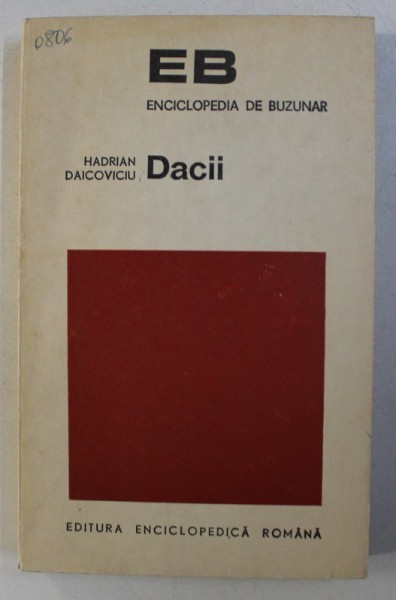 0806
EB
ENCICLOPEDIA DE BUZUNAR
HADRIAN
DAICOVICIU Dacii
EDITURA ENCICLOPEDICĂ ROMÂNĂ